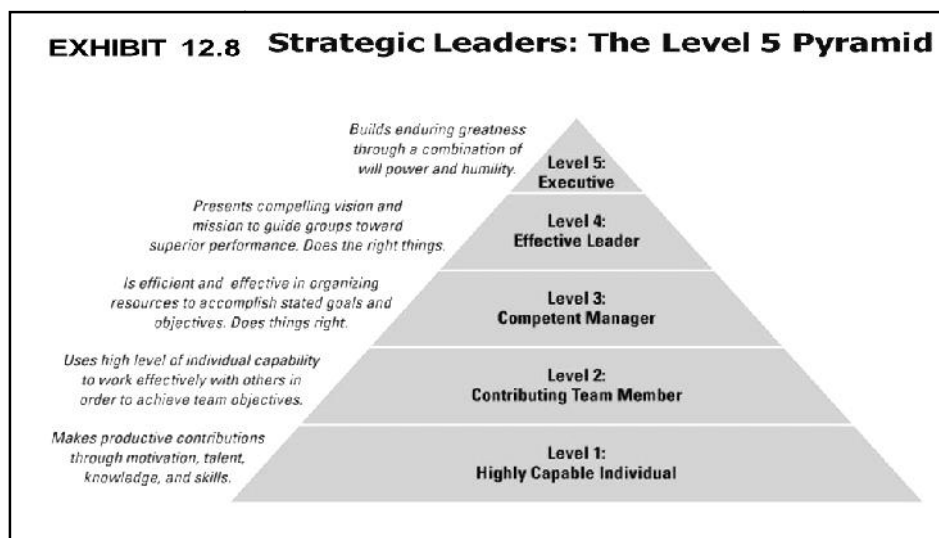 EXHIBIT 12.8 Strategic Leaders: The Level 5 Pyramid
Builds enduring greatness
through a combination of
will power and humility.
Level 5:
Executive
Presents compelling vision and
mission to guide groups toward
superior performance. Does the right things.
Level 4:
Effective Leader
Is efficient and effective in organizing
resources to accomplish stated goals and
objectives. Does things right.
Level 3:
Competent Manager
Uses high level of individual capability
to work effectively with others in
order to achieve team objectives.
Level 2:
Contributing Team Member
Makes productive contributions
through motivation, talent,
knowledge, and skills.
Level 1:
Highly Capable Individual